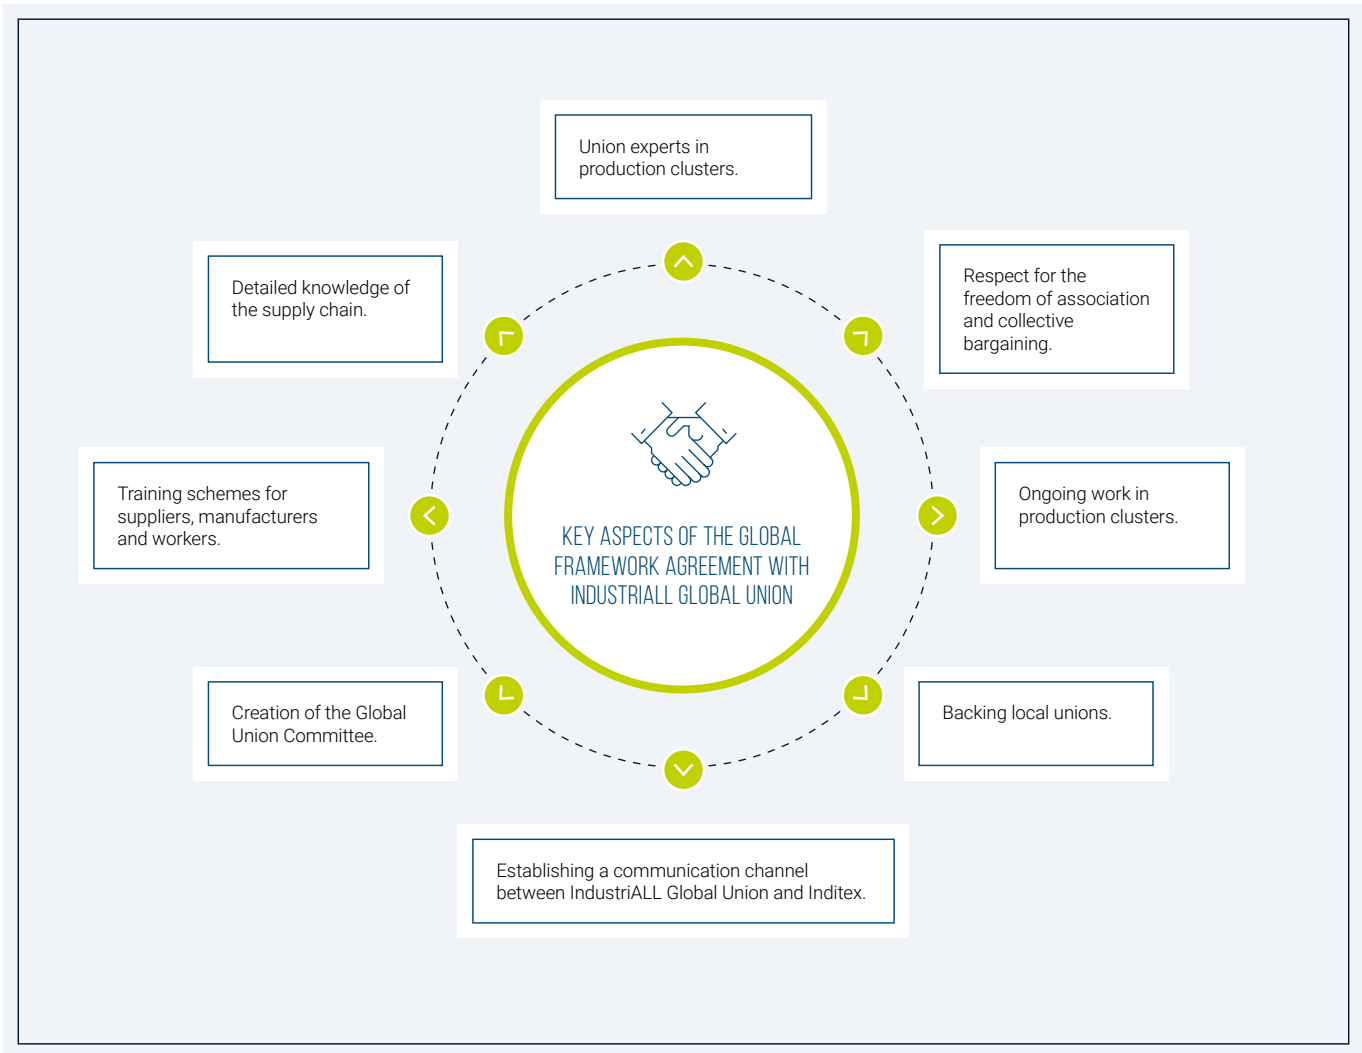 Union experts in
production clusters.
Respect for the
freedom of association
and collective
bargaining.
Ongoing work in
production clusters.
Backing local unions.
Establishing a communication channel
between IndustriALL Global Union and Inditex.
Creation of the Global
Union Committee.
Training schemes for
suppliers, manufacturers
and workers.
Detailed knowledge of
the supply chain.
KEY ASPECTS OF THE GLOBAL
FRAMEWORK AGREEMENT WITH
INDUSTRIALL GLOBAL UNION